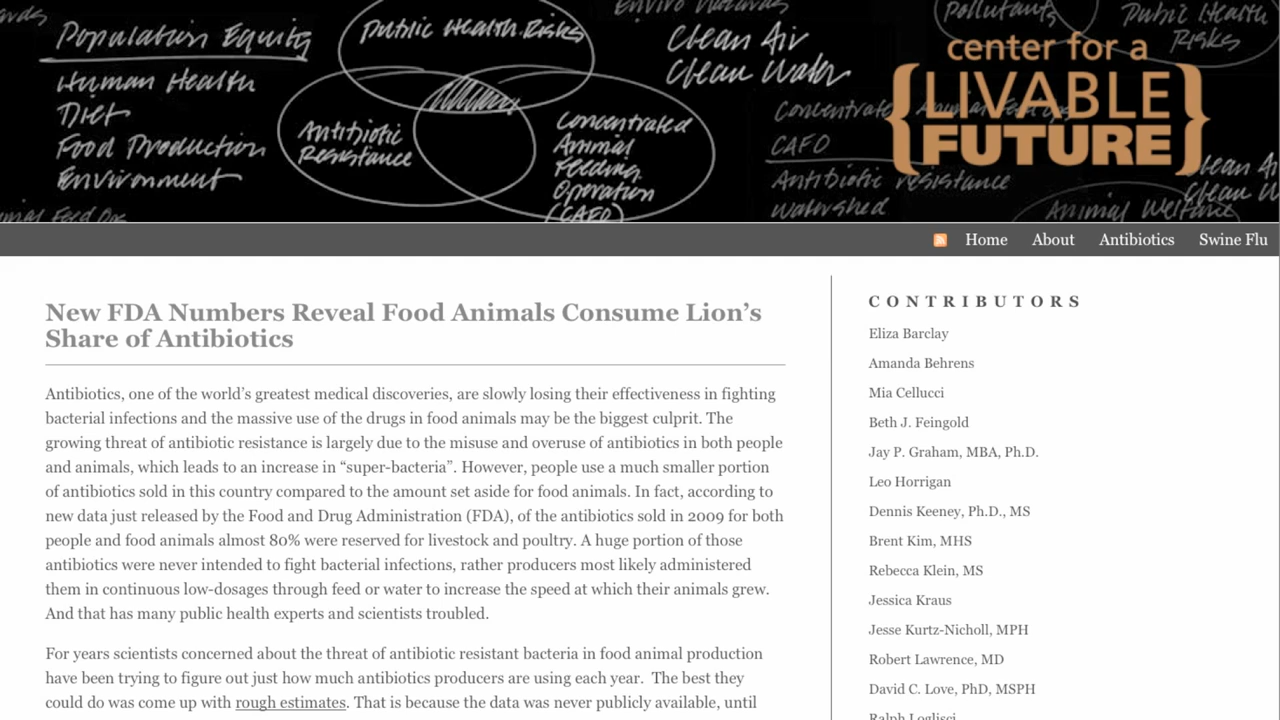 Population Equity
Human Health
Diet
Food Production
Environment
Public Health Risks
Antibiotic
Resistance
Concentrated
Animal
Feeding
Operation
(CAFO)
Clean Air
Clean Water
Pollutants
Public Health
Risks
CAFO
Antibiotic resistance
Watershed
Animal Welfare
center for a
{LIVABLE
FUTURE}
Home About Antibiotics Swine Flu
New FDA Numbers Reveal Food Animals Consume Lion’s
Share of Antibiotics
Antibiotics, one of the world’s greatest medical discoveries, are slowly losing their effectiveness in fighting
bacterial infections and the massive use of the drugs in food animals may be the biggest culprit. The
growing threat of antibiotic resistance is largely due to the misuse and overuse of antibiotics in both people
and animals, which leads to an increase in “super-bacteria”. However, people use a much smaller portion
of antibiotics sold in this country compared to the amount set aside for food animals. In fact, according to
new data just released by the Food and Drug Administration (FDA), of the antibiotics sold in 2009 for both
people and food animals almost 80% were reserved for livestock and poultry. A huge portion of those
antibiotics were never intended to fight bacterial infections, rather producers most likely administered
them in continuous low-dosages through feed or water to increase the speed at which their animals grew.
And that has many public health experts and scientists troubled.
For years scientists concerned about the threat of antibiotic resistant bacteria in food animal production
have been trying to figure out just how much antibiotics producers are using each year. The best they
could do was come up with rough estimates. That is because the data was never publicly available, until
CONTRIBUTORS
Eliza Barclay
Amanda Behrens
Mia Cellucci
Beth J. Feingold
Jay P. Graham, MBA, Ph.D.
Leo Horrigan
Dennis Keeney, Ph.D., MS
Brent Kim, MHS
Rebecca Klein, MS
Jessica Kraus
Jesse Kurtz-Nicholl, MPH
Robert Lawrence, MD
David C. Love, PhD, MSPH
Ralph Loglisci